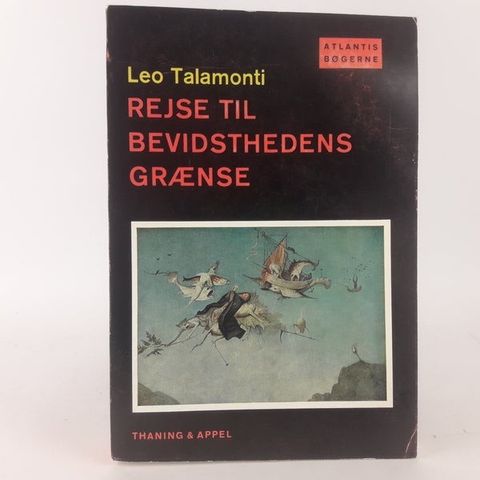 ATLANTIS
BØGERNE
Leo Talamonti
REJSE TIL
BEVIDSTHEDENS
GRÆNSE
THANING & APPEL